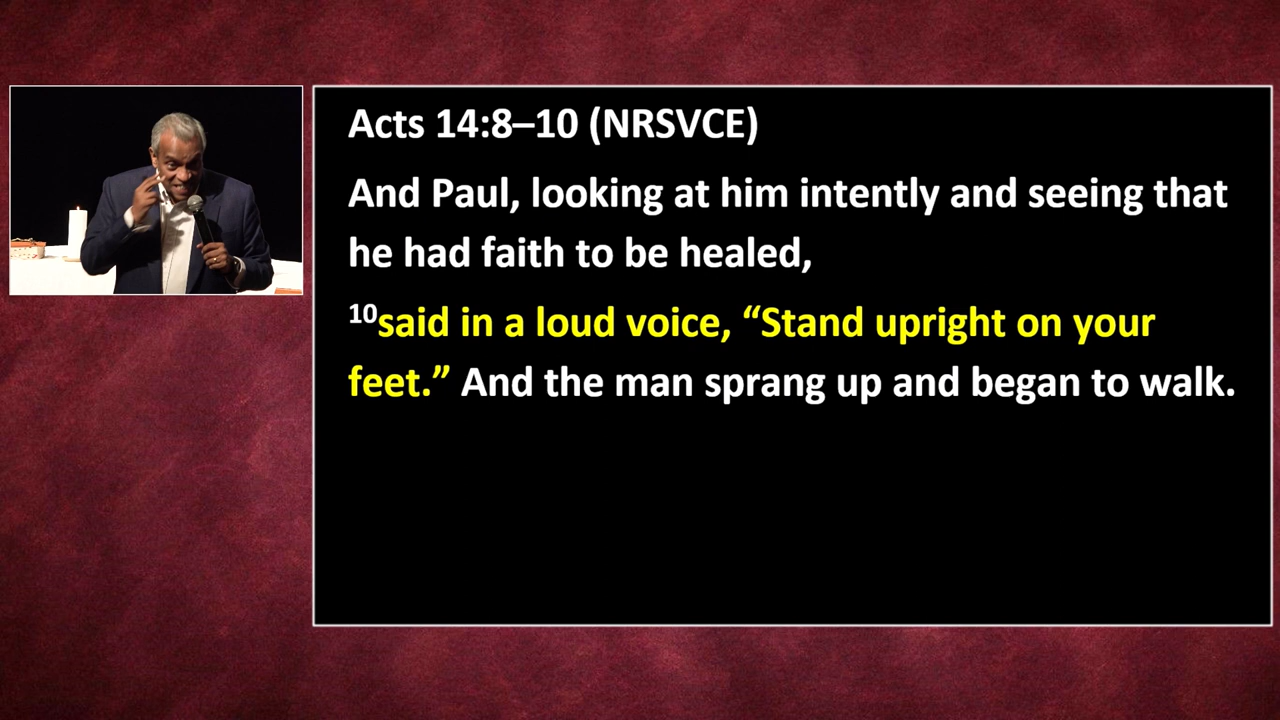 Acts 14:8–10 (NRSVCE)
And Paul, looking at him intently and seeing that
he had faith to be healed,
10said in a loud voice, “Stand upright on your
feet.” And the man sprang up and began to walk.